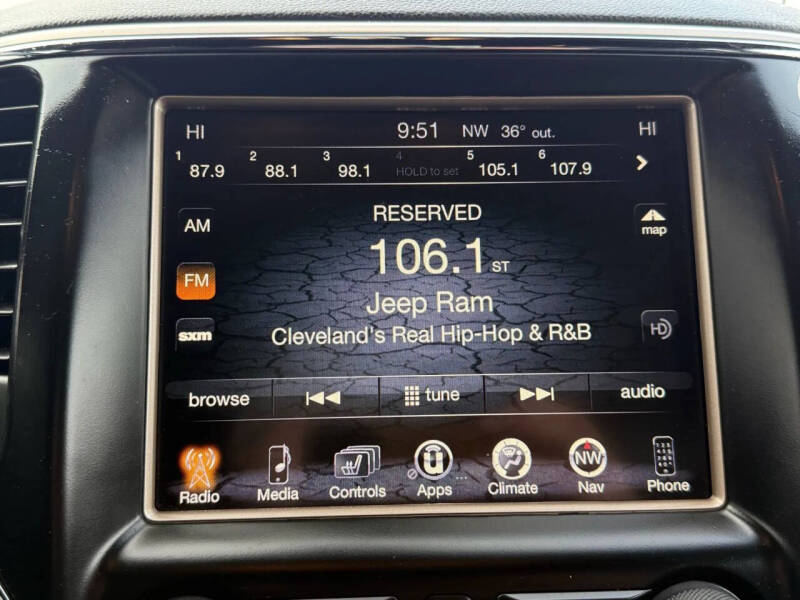 HI 9:51 NW 36° out. HI
1 87.9 2 88.1 3 98.1 4 HOLD to set 5 105.1 6 107.9
RESERVED
AM
map
106.1 ST
FM
Jeep Ram
sxm
Cleveland's Real Hip-Hop & R&B
HD
browse tune audio
NW
Radio Media Controls Apps Climate Nav Phone